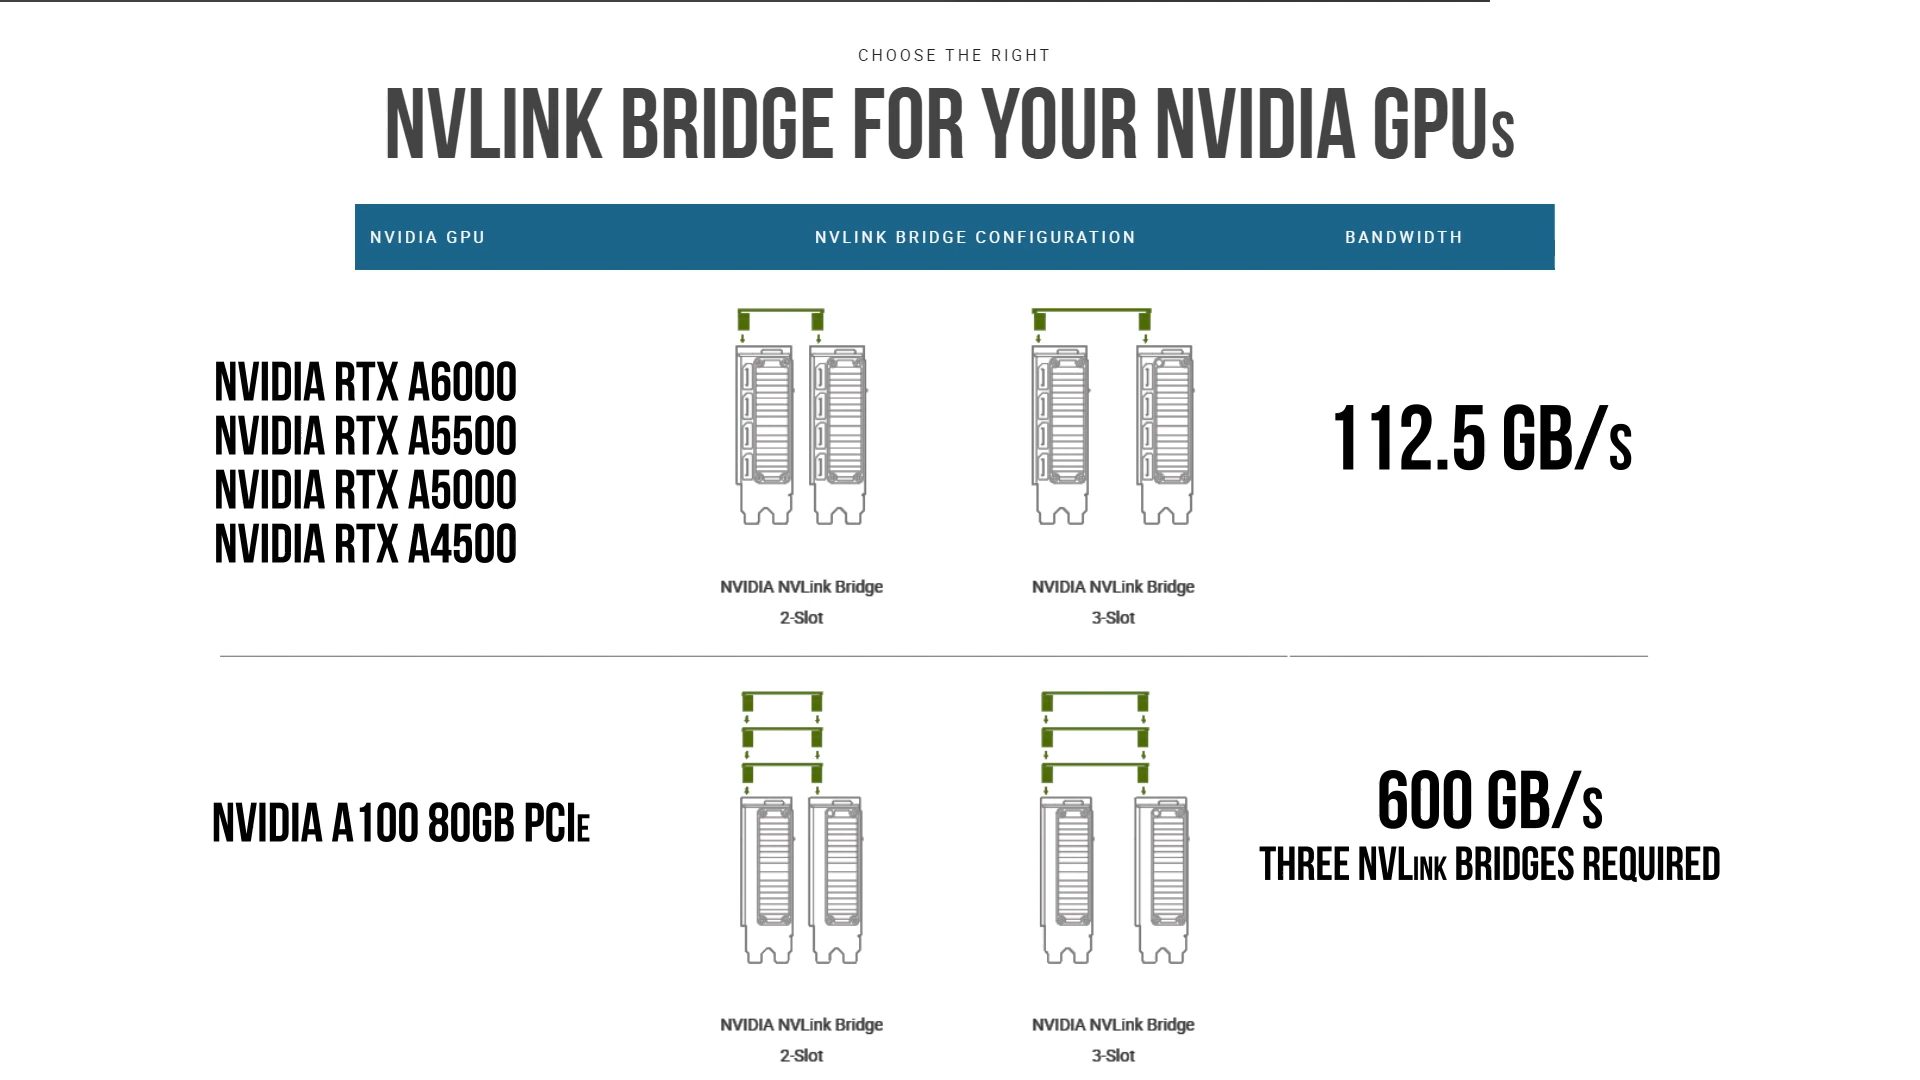 CHOOSE THE RIGHT
NVLINK BRIDGE FOR YOUR NVIDIA GPUs
NVIDIA GPU NVLINK BRIDGE CONFIGURATION BANDWIDTH
NVIDIA RTX A6000
NVIDIA RTX A5500
NVIDIA RTX A5000
NVIDIA RTX A4500
112.5 GB/s
NVIDIA NVLink Bridge
2-Slot
NVIDIA NVLink Bridge
3-Slot
NVIDIA A100 80GB PCIe
600 GB/s
THREE NVLink BRIDGES REQUIRED
NVIDIA NVLink Bridge
2-Slot
NVIDIA NVLink Bridge
3-Slot